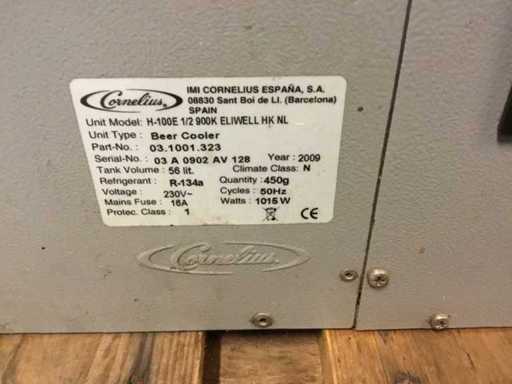 Cornelius
IMI CORNELIUS ESPAÑA, S.A.
08830 Sant Boi de Ll. (Barcelona)
SPAIN
Unit Model: H-100E 1/2 900K ELIWELL HK NL
Unit Type : Beer Cooler
Part-No. : 03.1001.323
Serial-No. : 03 A 0902 AV 128 Year : 2009
Tank Volume : 56 lit. Climatic Class: N
Refrigerant : R-134a Quantity : 450g
Voltage : 230V~ Cycles : 50Hz
Mains Fuse : 16A Watts : 1015 W
Protec. Class : 1 CE
Cornelius